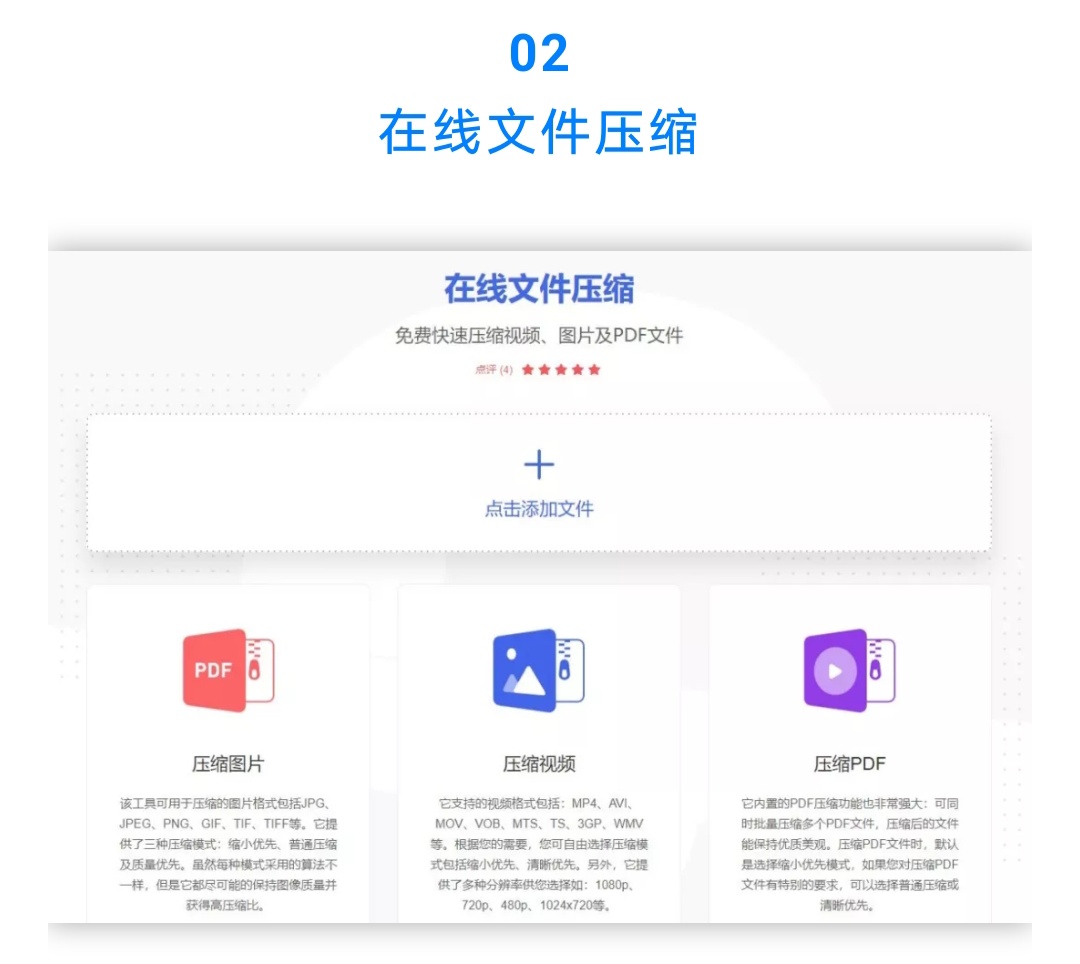 02
在线文件压缩
在线文件压缩
免费快速压缩视频、图片及PDF文件
点评 (4)
点击添加文件
PDF
压缩图片
该工具可用于压缩的图片格式包括JPG、
JPEG、PNG、GIF、TIF、TIFF等。它提
供了三种压缩模式：缩小优先、普通压缩
及质量优先。虽然每种模式采用的算法不
一样，但是它都尽可能的保持图像质量并
获得高压缩比。
压缩视频
它支持的视频格式包括：MP4、AVI、
MOV、VOB、MTS、TS、3GP、WMV
等。根据您的需要，您可自由选择压缩模
式包括缩小优先、清晰优先。另外，它提
供了多种分辨率供您选择如：1080p、
720p、480p、1024x720等。
压缩PDF
它内置的PDF压缩功能也非常强大：可同
时批量压缩多个PDF文件，压缩后的文件
能保持优质美观。压缩PDF文件时，默认
是选择缩小优先模式，如果您对压缩PDF
文件有特别的要求，可以选择普通压缩或
清晰优先。